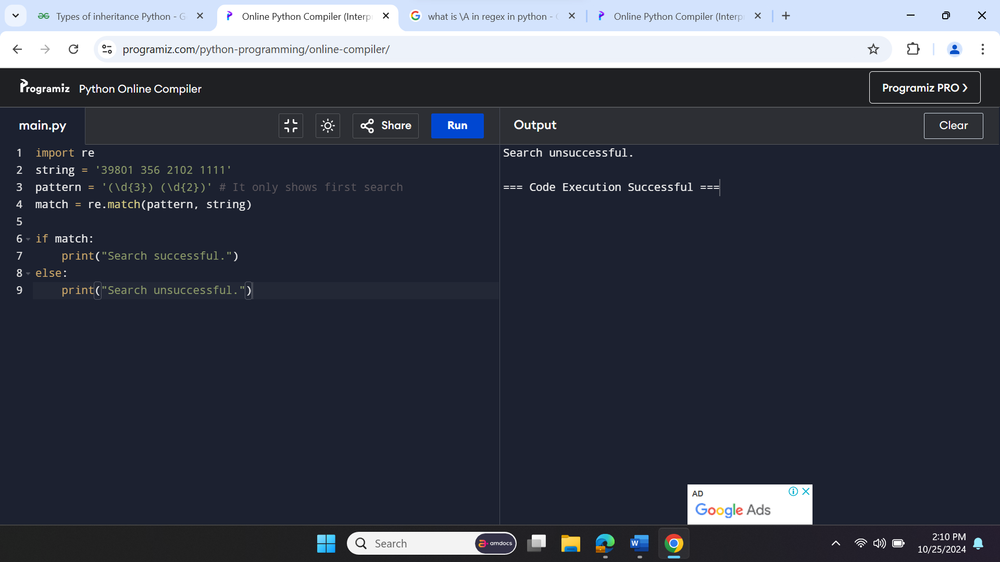 Types of inheritance Python - G
Online Python Compiler (Interp
what is \A in regex in python -
Online Python Compiler (Interp
programiz.com/python-programming/online-compiler/
Programiz Python Online Compiler
Programiz PRO ❯
main.py
Share
Run
Output
Clear
1 import re
2 string = '39801 356 2102 1111'
3 pattern = '(\d{3}) (\d{2})' # It only shows first search
4 match = re.match(pattern, string)
5
6 if match:
7     print("Search successful.")
8 else:
9     print("Search unsuccessful.")
Search unsuccessful.
=== Code Execution Successful ===
AD
Google Ads
Search
amdocs
W
2:10 PM
10/25/2024